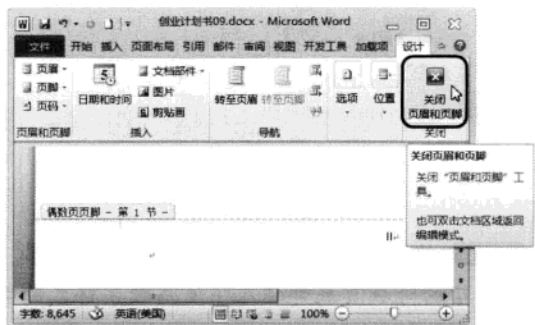 创业计划书09.docx - Microsoft Word
文件 开始 插入 页面布局 引用 邮件 审阅 视图 开发工具 加载项 设计
页眉
页脚
页码
页眉和页脚
日期和时间
文档部件
图片
剪贴画
插入
转至页眉 转至页脚
导航
选项 位置
关闭
页眉和页脚
关闭
关闭页眉和页脚
关闭“页眉和页脚”工
具。
也可双击文档区域返回
编辑模式。
偶数页页脚 - 第 1 节 -
II
字数: 8,645 英语(美国) 100%